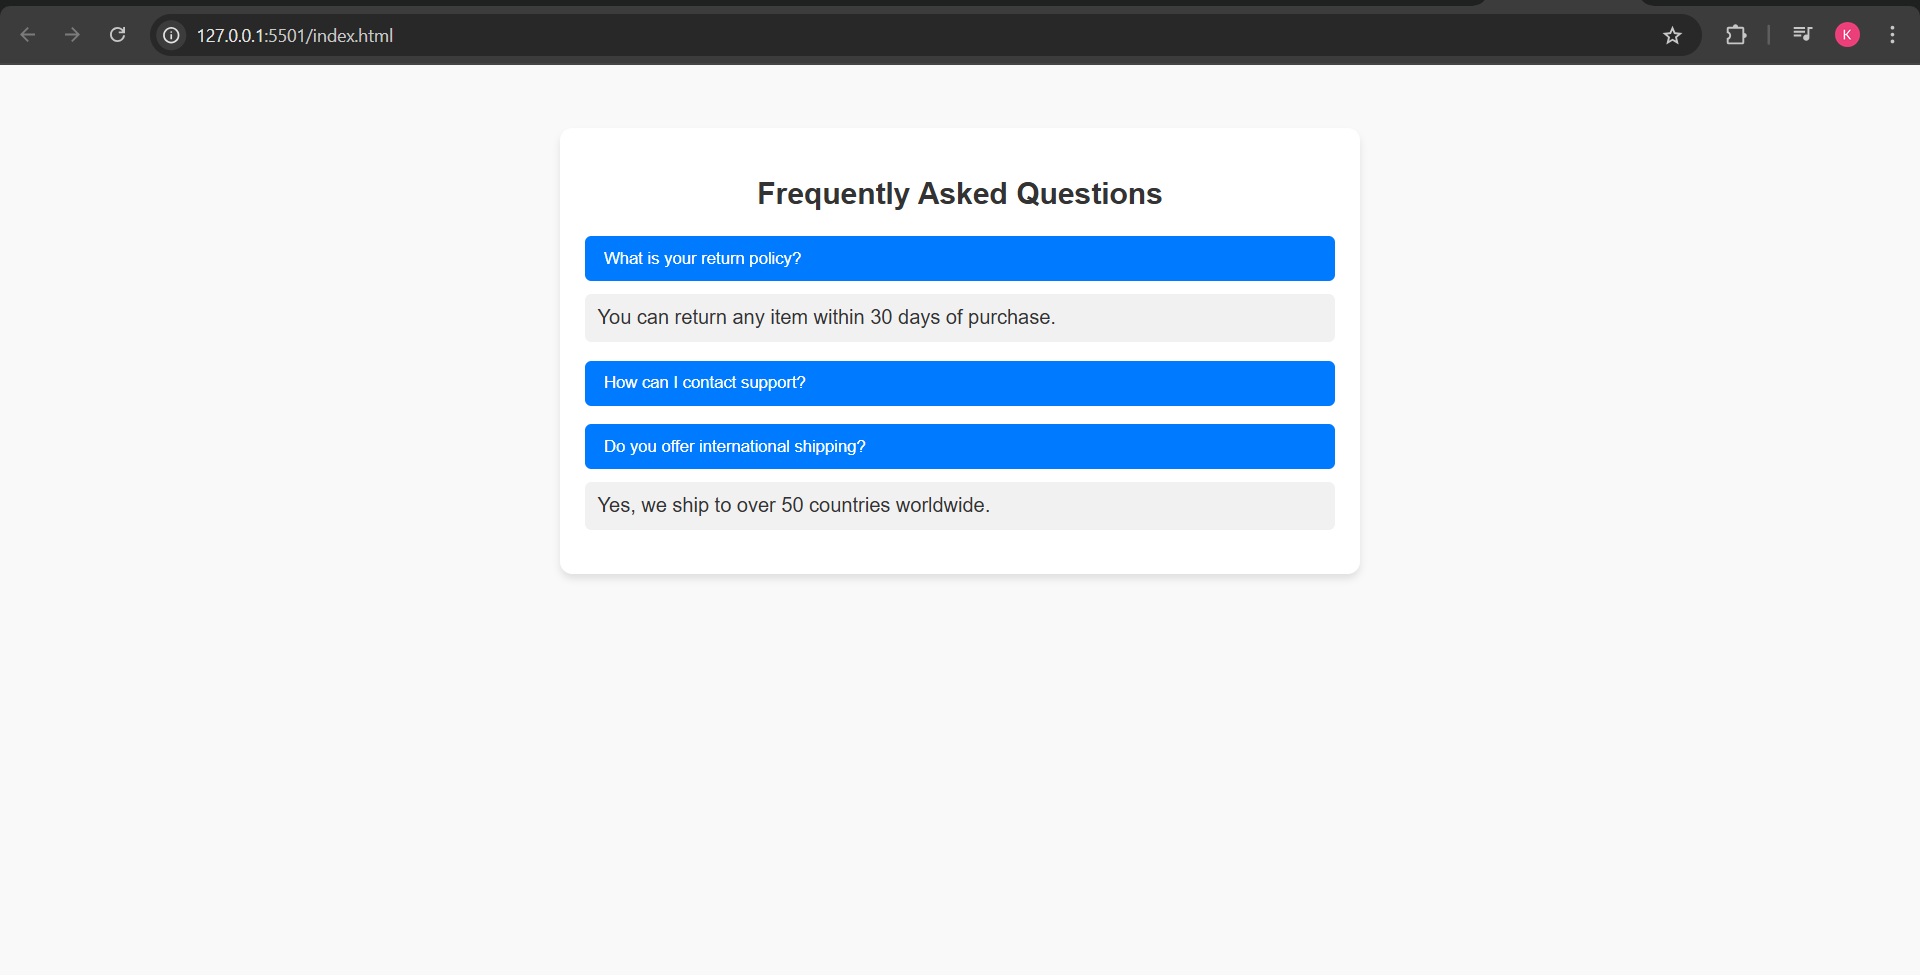 127.0.0.1:5501/index.html
K
Frequently Asked Questions
What is your return policy?
You can return any item within 30 days of purchase.
How can I contact support?
Do you offer international shipping?
Yes, we ship to over 50 countries worldwide.